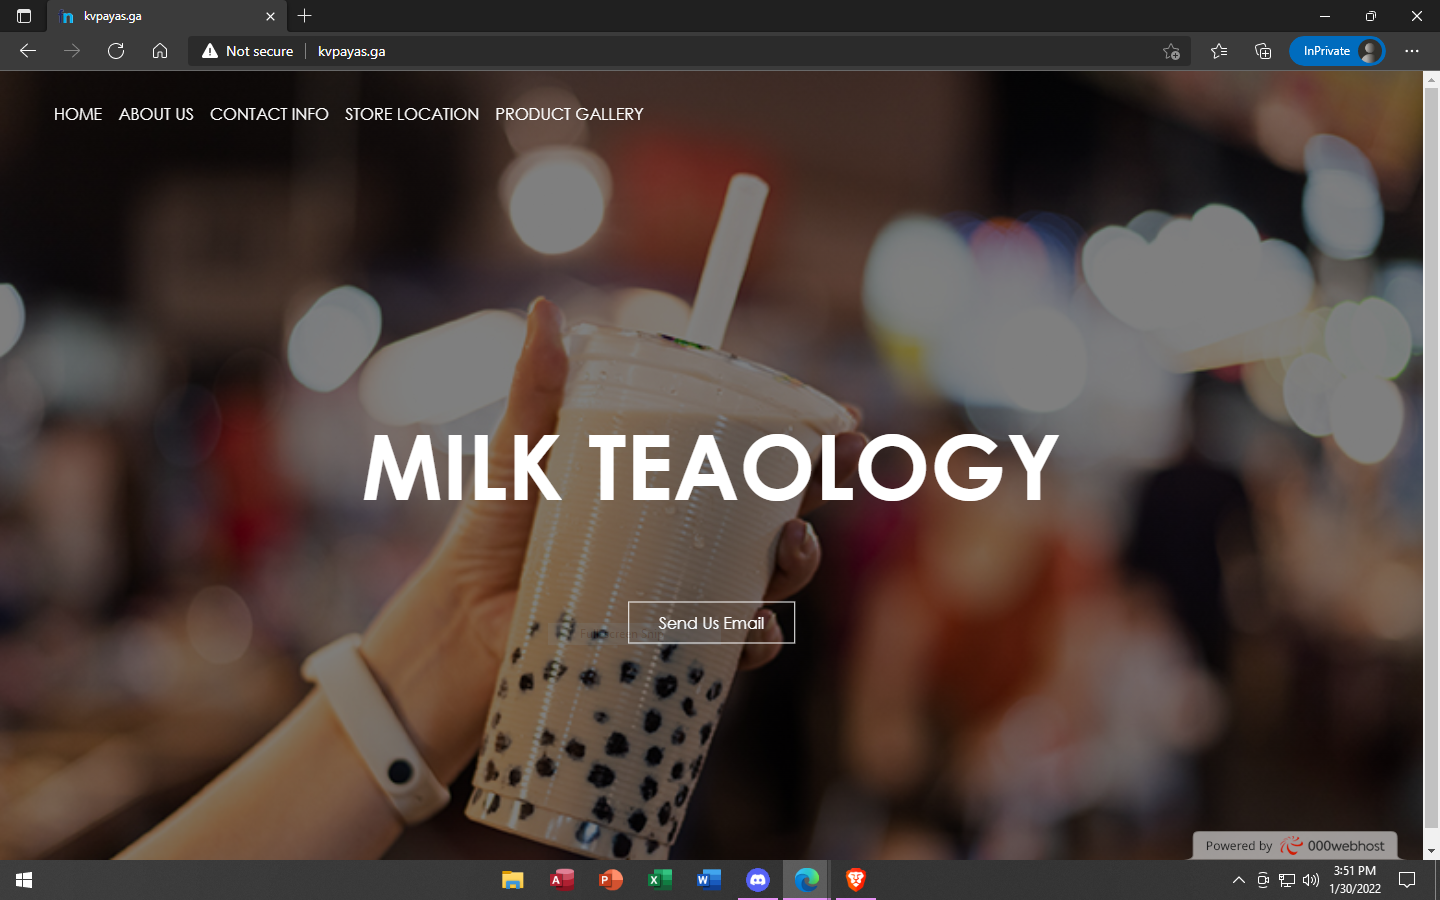 kvpayas.ga
Not secure kvpayas.ga
InPrivate
HOME ABOUT US CONTACT INFO STORE LOCATION PRODUCT GALLERY
MILK TEAOLOGY
Send Us Email
Powered by 000webhost
3:51 PM
1/30/2022